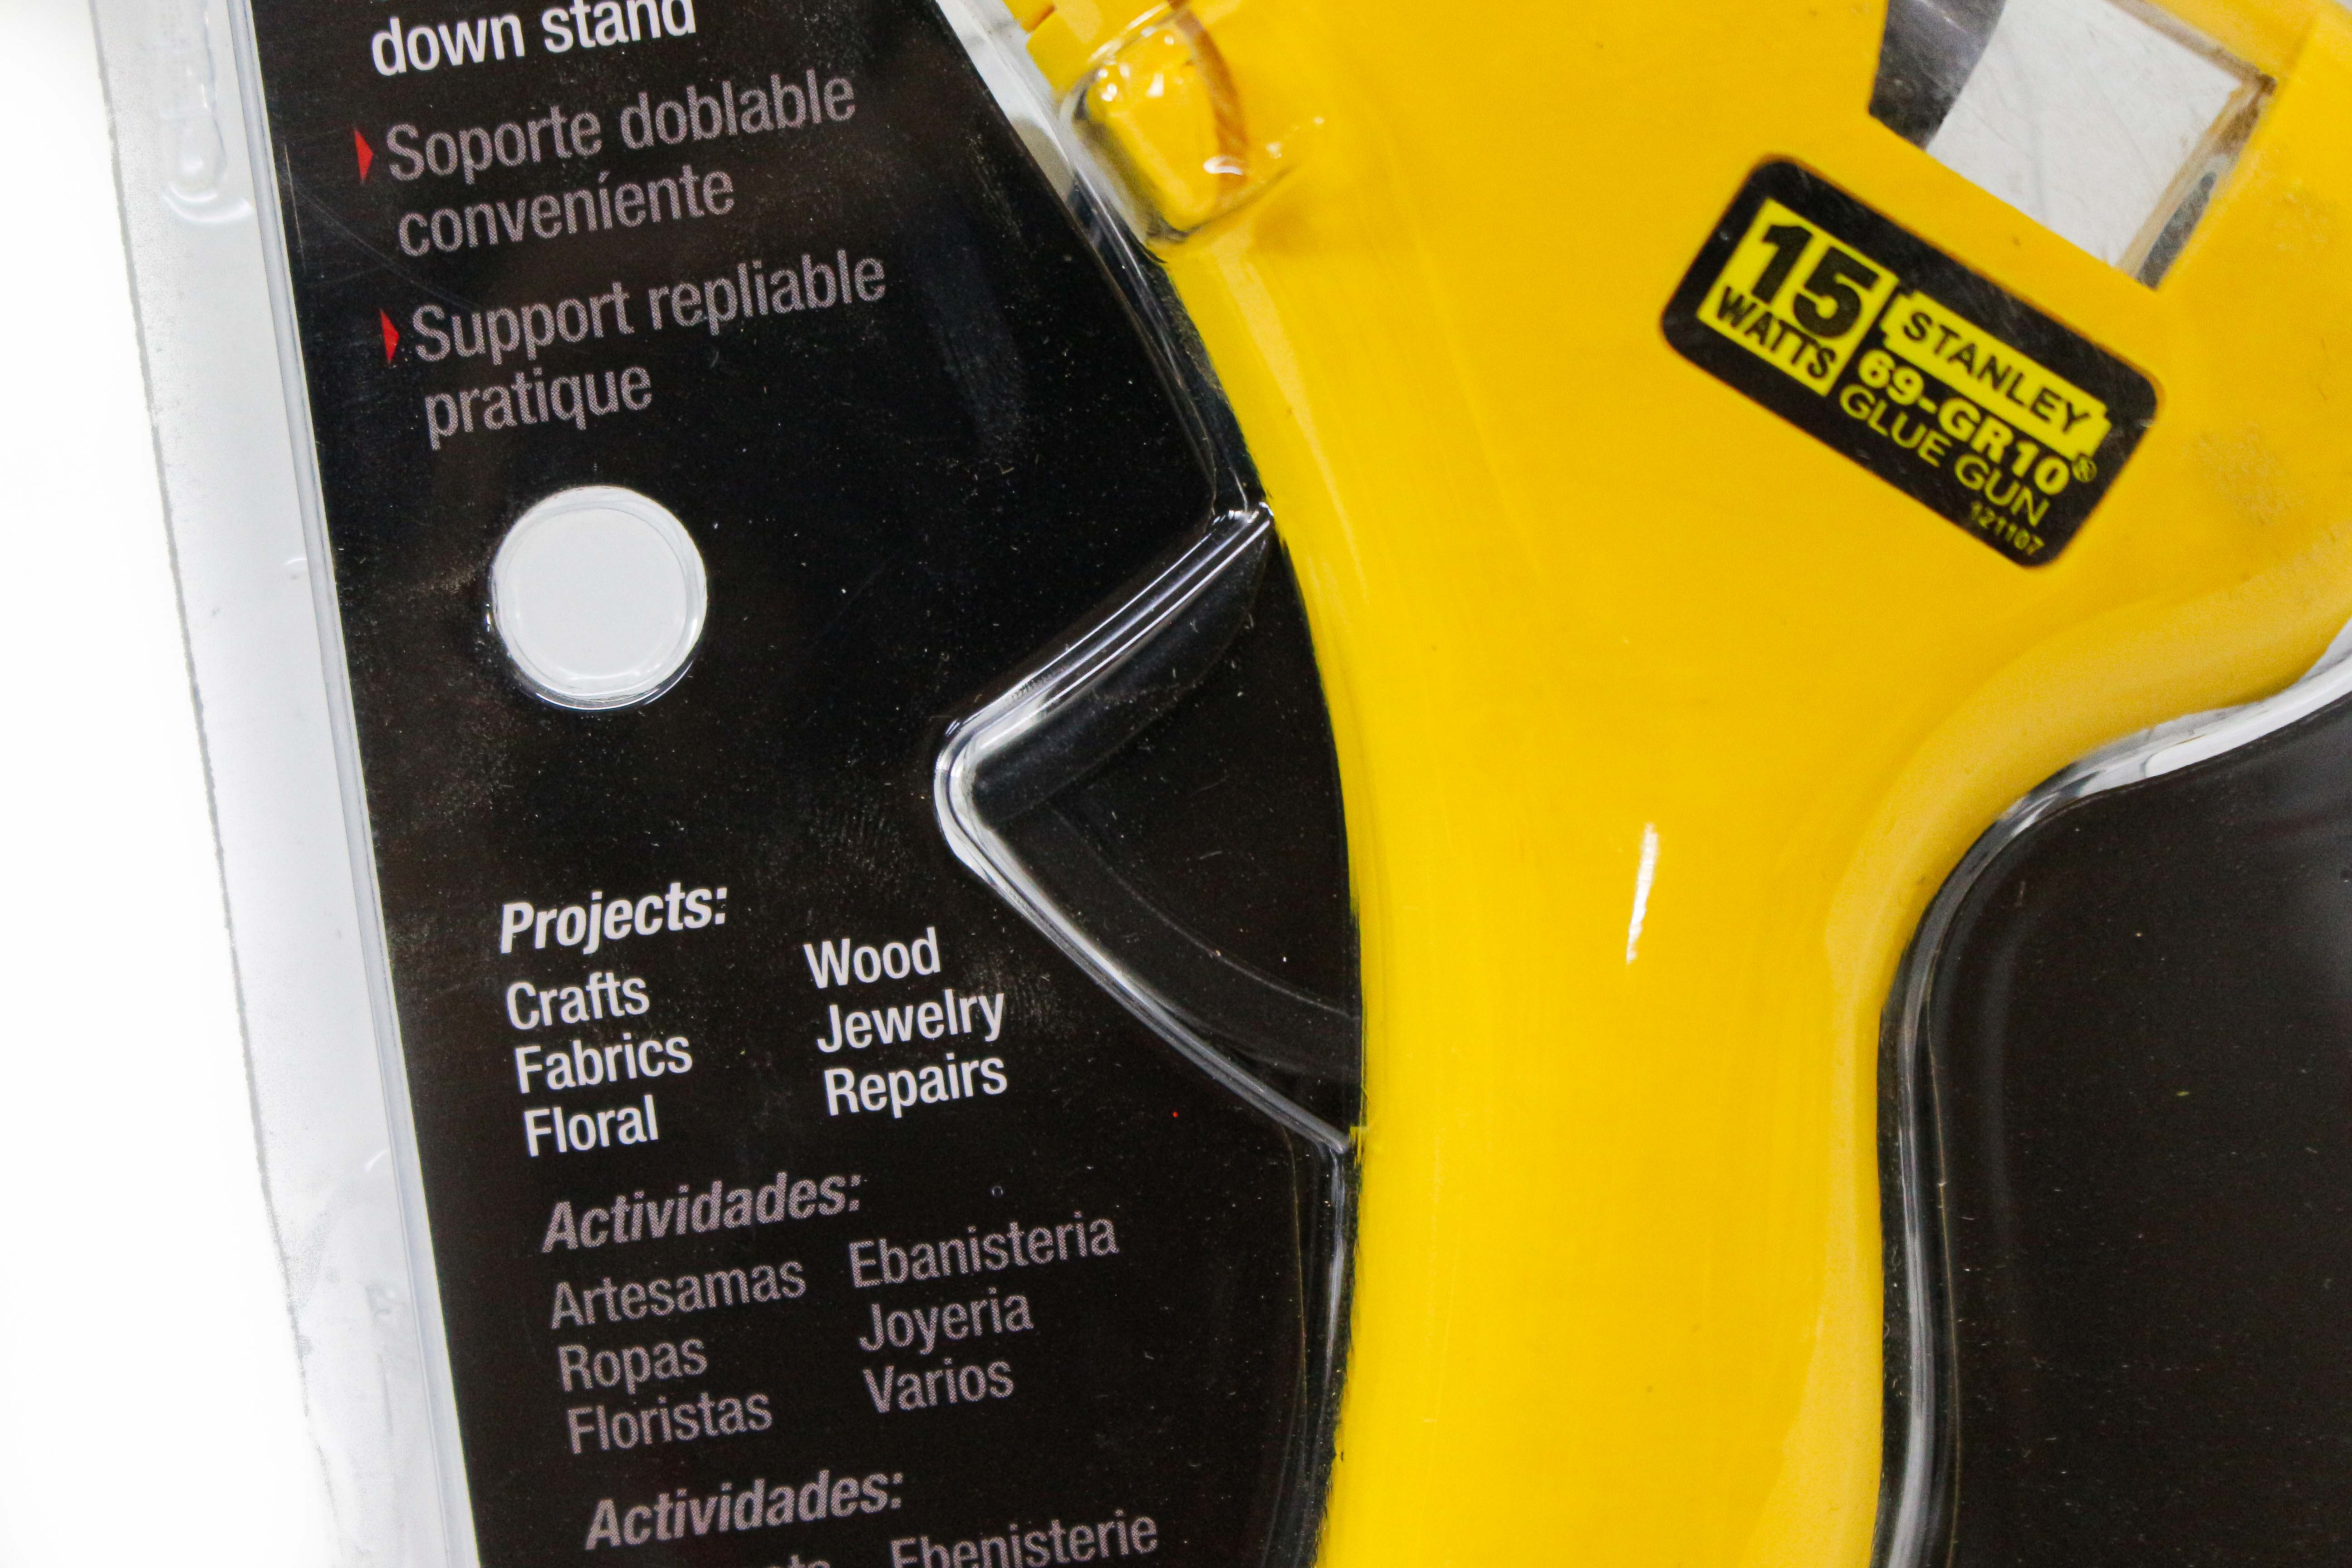 down stand
Soporte doblable
conveníente
Support repliable
pratique
15
WATTS
STANLEY
69-GR10®
GLUE GUN
121107
Projects:
Crafts
Fabrics
Floral
Wood
Jewelry
Repairs
Actividades:
Artesamas
Ropas
Floristas
Ebanisteria
Joyeria
Varios
Actividades:
Ebenisterie